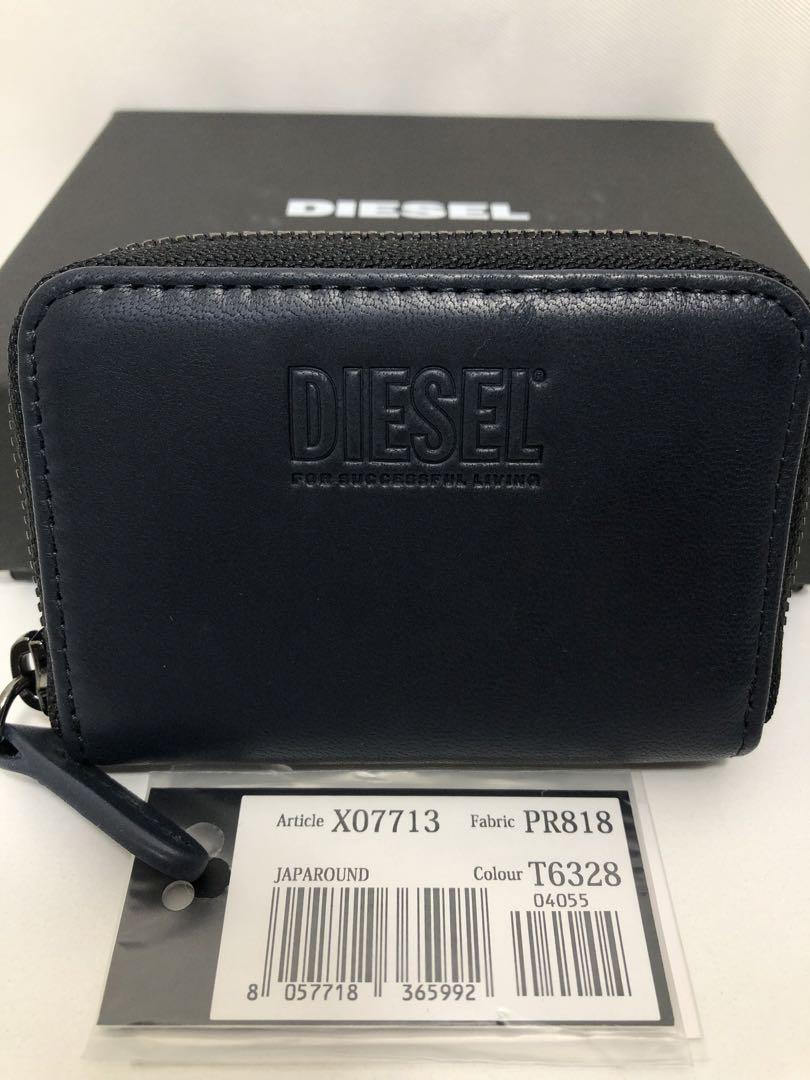 DIESEL
DIESEL®
FOR SUCCESSFUL LIVING
Article X07713 Fabric PR818
JAPAROUND Colour T6328
04055
8 057718 365992